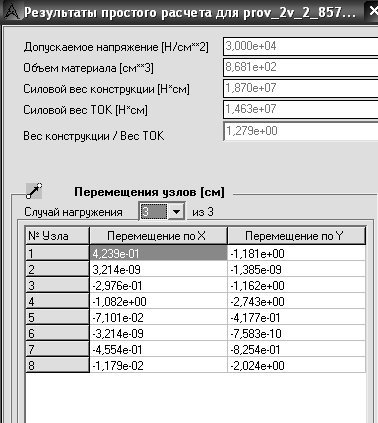 Результаты простого расчета для prov_2v_2_857...
Допускаемое напряжение [Н/см**2] 3,000e+04
Объем материала [см**3] 8,681e+02
Силовой вес конструкции [Н*см] 1,870e+07
Силовой вес ТОК [Н*см] 1,463e+07
Вес конструкции / Вес ТОК 1,279e+00
Перемещения узлов [см]
Случай нагружения 3 из 3
№ Узла Перемещение по X Перемещение по Y
1 4,239e-01 -1,181e+00
2 3,214e-09 -1,385e-09
3 -2,976e-01 -1,162e+00
4 -1,082e+00 -2,743e+00
5 -7,101e-02 -4,177e-01
6 -3,214e-09 -7,583e-10
7 -4,554e-01 -8,254e-01
8 -1,179e-02 -2,024e+00